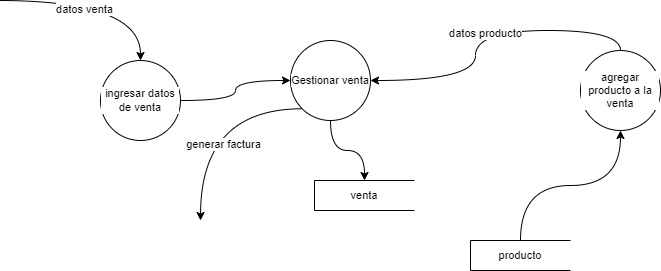 datos venta
datos producto
ingresar datos
de venta
Gestionar venta
agregar
producto a la
venta
generar factura
venta
producto